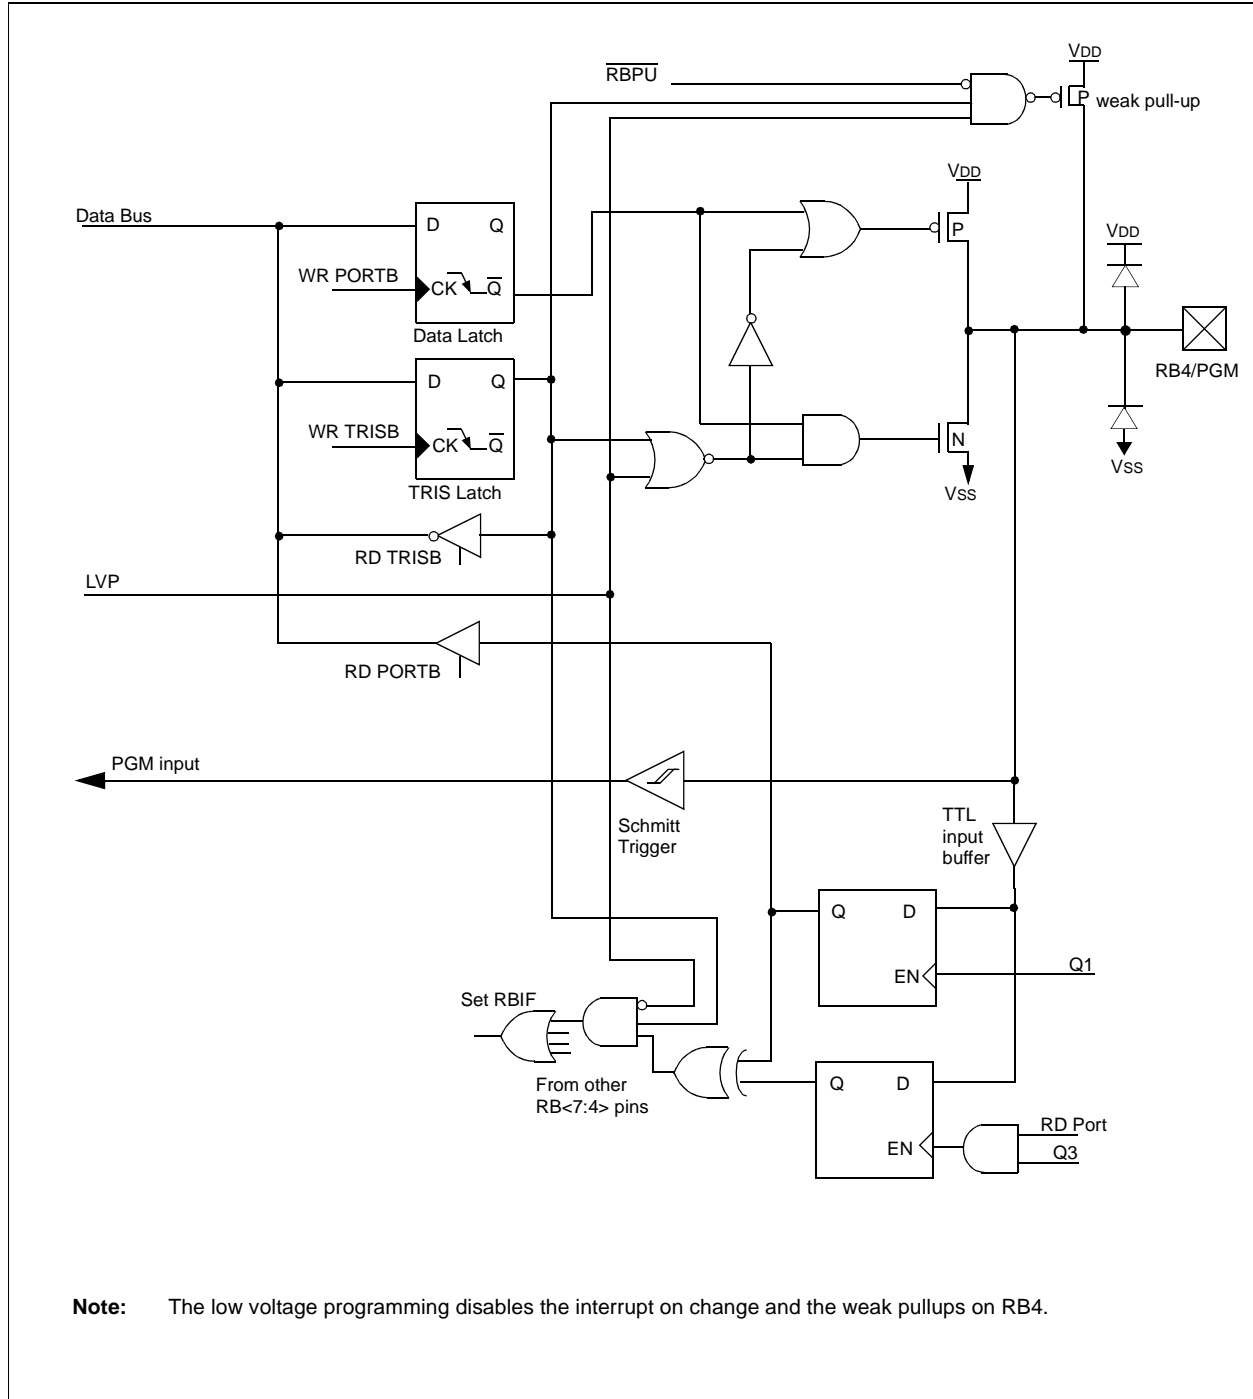 VDD
RBPU
P
weak pull-up
VDD
Data Bus
D
Q
P
VDD
WR PORTB
CK
Q
Data Latch
RB4/PGM
D
Q
WR TRISB
CK
Q
N
TRIS Latch
VSS
VSS
RD TRISB
LVP
RD PORTB
PGM input
Schmitt
Trigger
TTL
input
buffer
Q
D
EN
Q1
Set RBIF
From other
RB<7:4> pins
Q
D
EN
RD Port
Q3
Note: The low voltage programming disables the interrupt on change and the weak pullups on RB4.